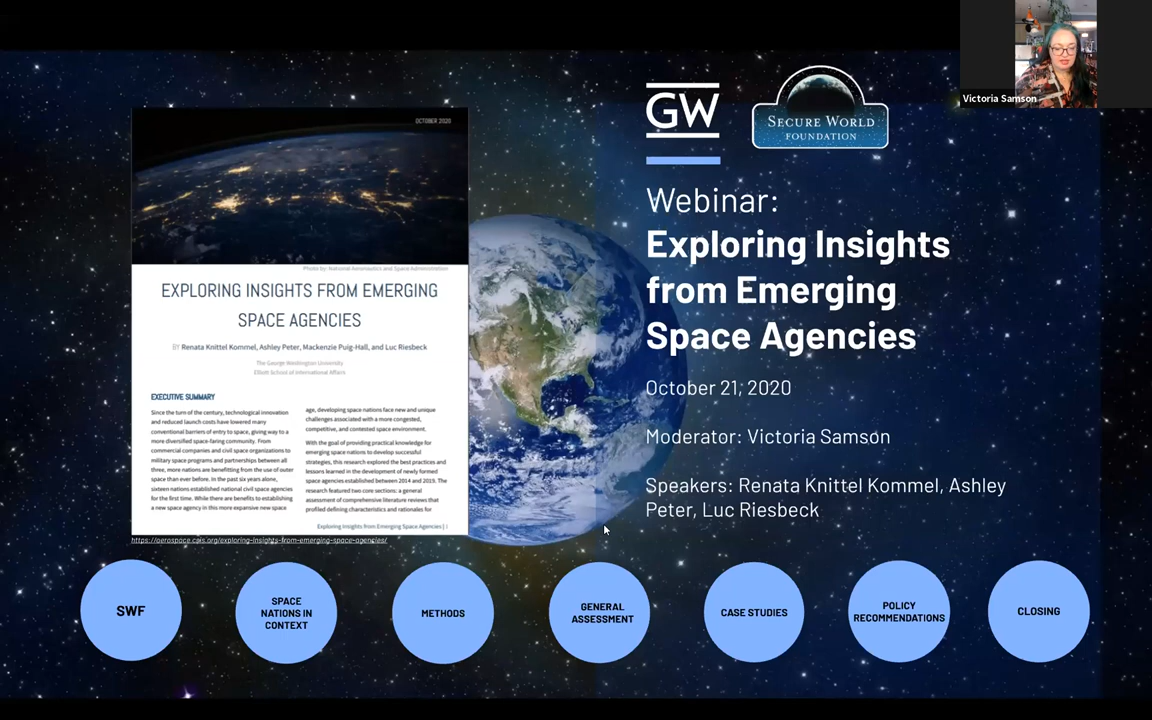 Victoria Samson
GW
SECURE WORLD
FOUNDATION
Webinar:
Exploring Insights
from Emerging
Space Agencies
October 21, 2020
Moderator: Victoria Samson
Speakers: Renata Knittel Kommel, Ashley
Peter, Luc Riesbeck
OCTOBER 2020
Photo by: National Aeronautics and Space Administration
EXPLORING INSIGHTS FROM EMERGING
SPACE AGENCIES
BY Renata Knittel Kommel, Ashley Peter, Mackenzie Puig-Hall, and Luc Riesbeck
The George Washington University
Elliott School of International Affairs
EXECUTIVE SUMMARY
Since the turn of the century, technological innovation
and reduced launch costs have lowered many
conventional barriers of entry to space, giving way to a
more diversified space-faring community. From
commercial companies and civil space organizations to
military space programs and partnerships between all
three, more nations are benefitting from the use of outer
space than ever before. In the past six years alone,
sixteen nations established national civil space agencies
for the first time. While there are benefits to establishing
a new space agency in this more expansive new space
age, developing space nations face new and unique
challenges associated with a more congested,
competitive, and contested space environment.
With the goal of providing practical knowledge for
emerging space nations to develop successful
strategies, this research explored the best practices and
lessons learned in the development of newly formed
space agencies established between 2014 and 2019. The
research featured two core sections: a general
assessment of comprehensive literature reviews that
profiled defining characteristics and rationales for
Exploring Insights from Emerging Space Agencies | 1
https://aerospace.csis.org/exploring-insights-from-emerging-space-agencies/
SWF
SPACE
NATIONS IN
CONTEXT
METHODS
GENERAL
ASSESSMENT
CASE STUDIES
POLICY
RECOMMENDATIONS
CLOSING